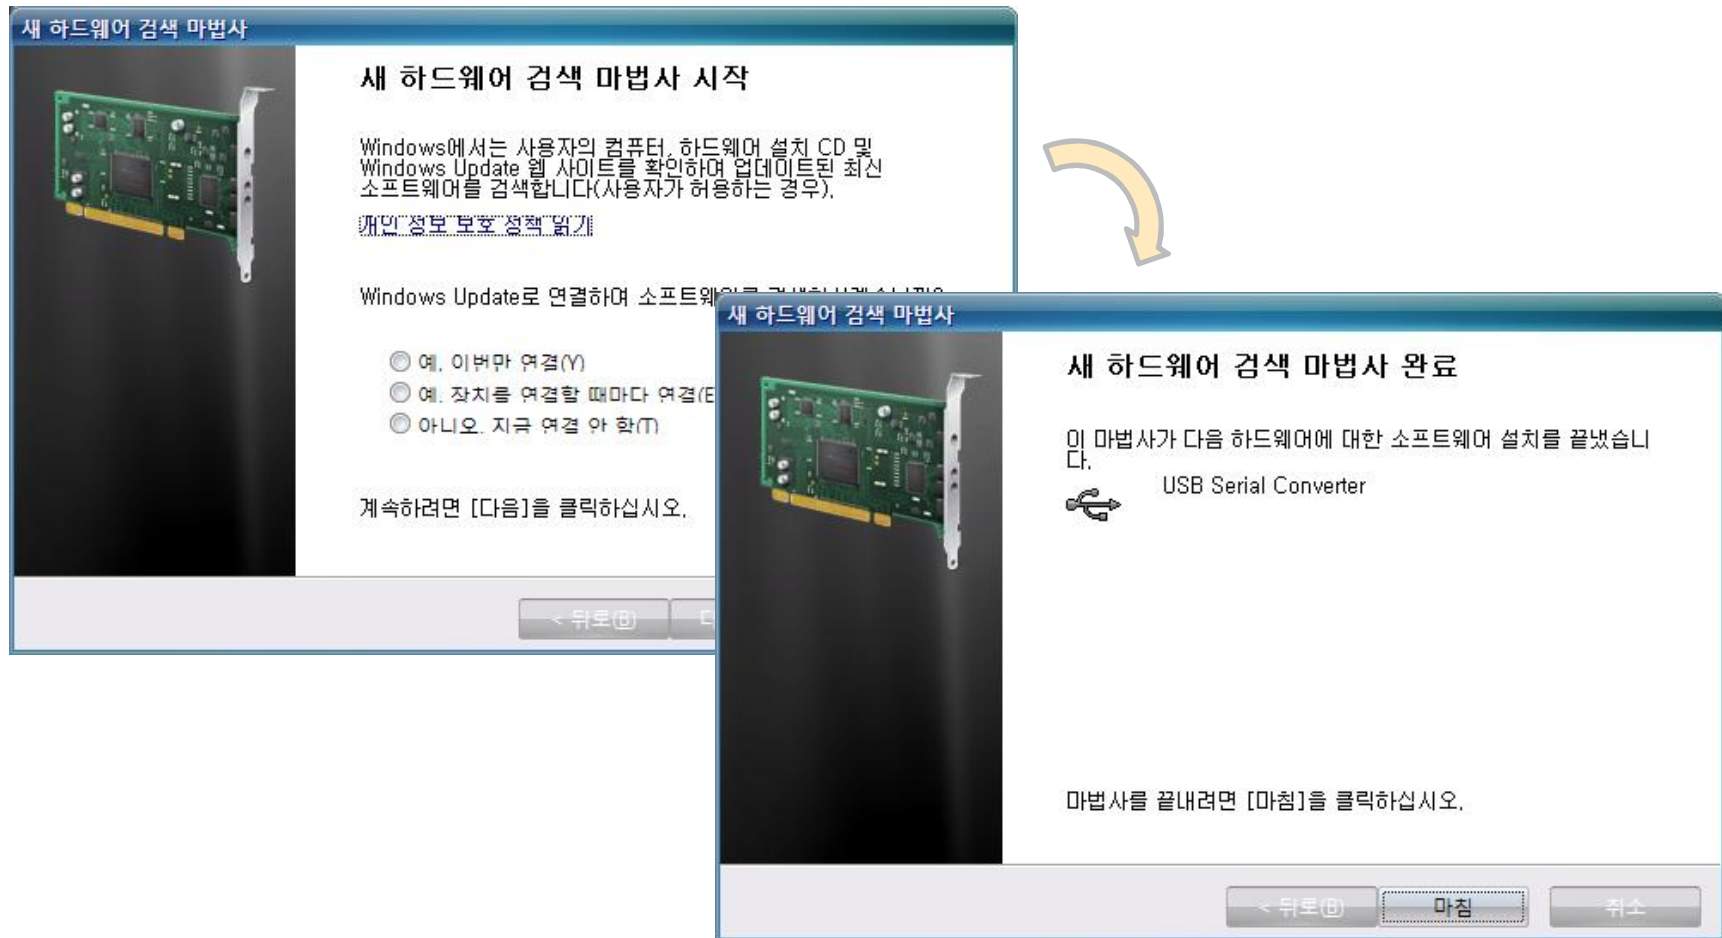 새 하드웨어 검색 마법사
새 하드웨어 검색 마법사 시작
Windows에서는 사용자의 컴퓨터, 하드웨어 설치 CD 및
Windows Update 웹 사이트를 확인하여 업데이트된 최신
소프트웨어를 검색합니다(사용자가 허용하는 경우).
개인 정보 보호 정책 읽기
Windows Update로 연결하여
예, 이번만 연결(Y)
예, 장치를 연결할 때마다 연결(E
아니오, 지금 연결 안 함(T)
계속하려면 [다음]을 클릭하십시오.
< 뒤로(B)
새 하드웨어 검색 마법사
새 하드웨어 검색 마법사 완료
이 마법사가 다음 하드웨어에 대한 소프트웨어 설치를 끝냈습니
다.
USB Serial Converter
마법사를 끝내려면 [마침]을 클릭하십시오.
< 뒤로(B) 마침 취소